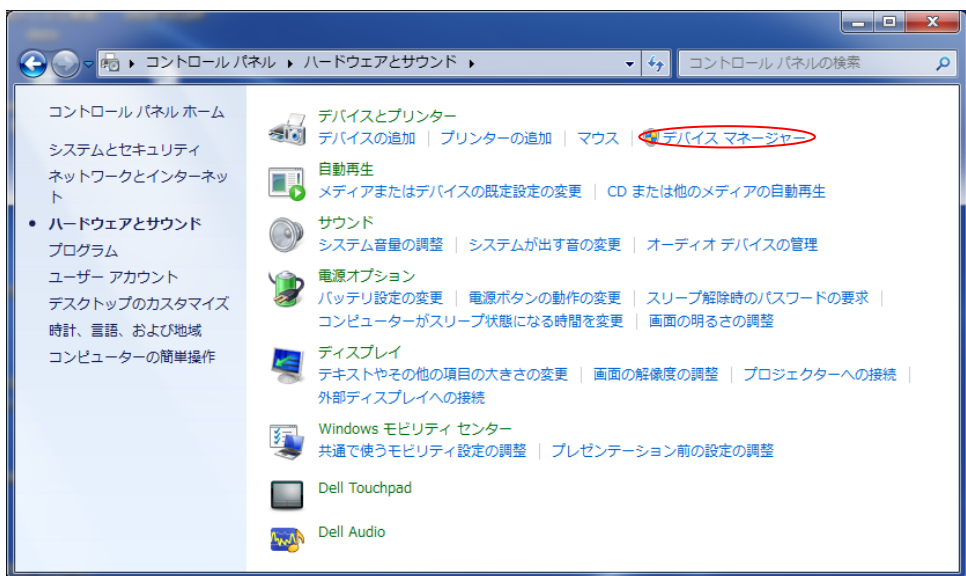 コントロール パネル ▸ ハードウェアとサウンド ▸
コントロール パネルの検索
コントロール パネル ホーム
システムとセキュリティ
ネットワークとインターネッ
ト
• ハードウェアとサウンド
プログラム
ユーザー アカウント
デスクトップのカスタマイズ
時計、言語、および地域
コンピューターの簡単操作
デバイスとプリンター
デバイスの追加 | プリンターの追加 | マウス | デバイス マネージャー
自動再生
メディアまたはデバイスの既定設定の変更 | CD または他のメディアの自動再生
サウンド
システム音量の調整 | システムが出す音の変更 | オーディオ デバイスの管理
電源オプション
バッテリ設定の変更 | 電源ボタンの動作の変更 | スリープ解除時のパスワードの要求 |
コンピューターがスリープ状態になる時間を変更 | 画面の明るさの調整
ディスプレイ
テキストやその他の項目の大きさの変更 | 画面の解像度の調整 | プロジェクターへの接続 |
外部ディスプレイへの接続
Windows モビリティ センター
共通で使うモビリティ設定の調整 | プレゼンテーション前の設定の調整
Dell Touchpad
Dell Audio